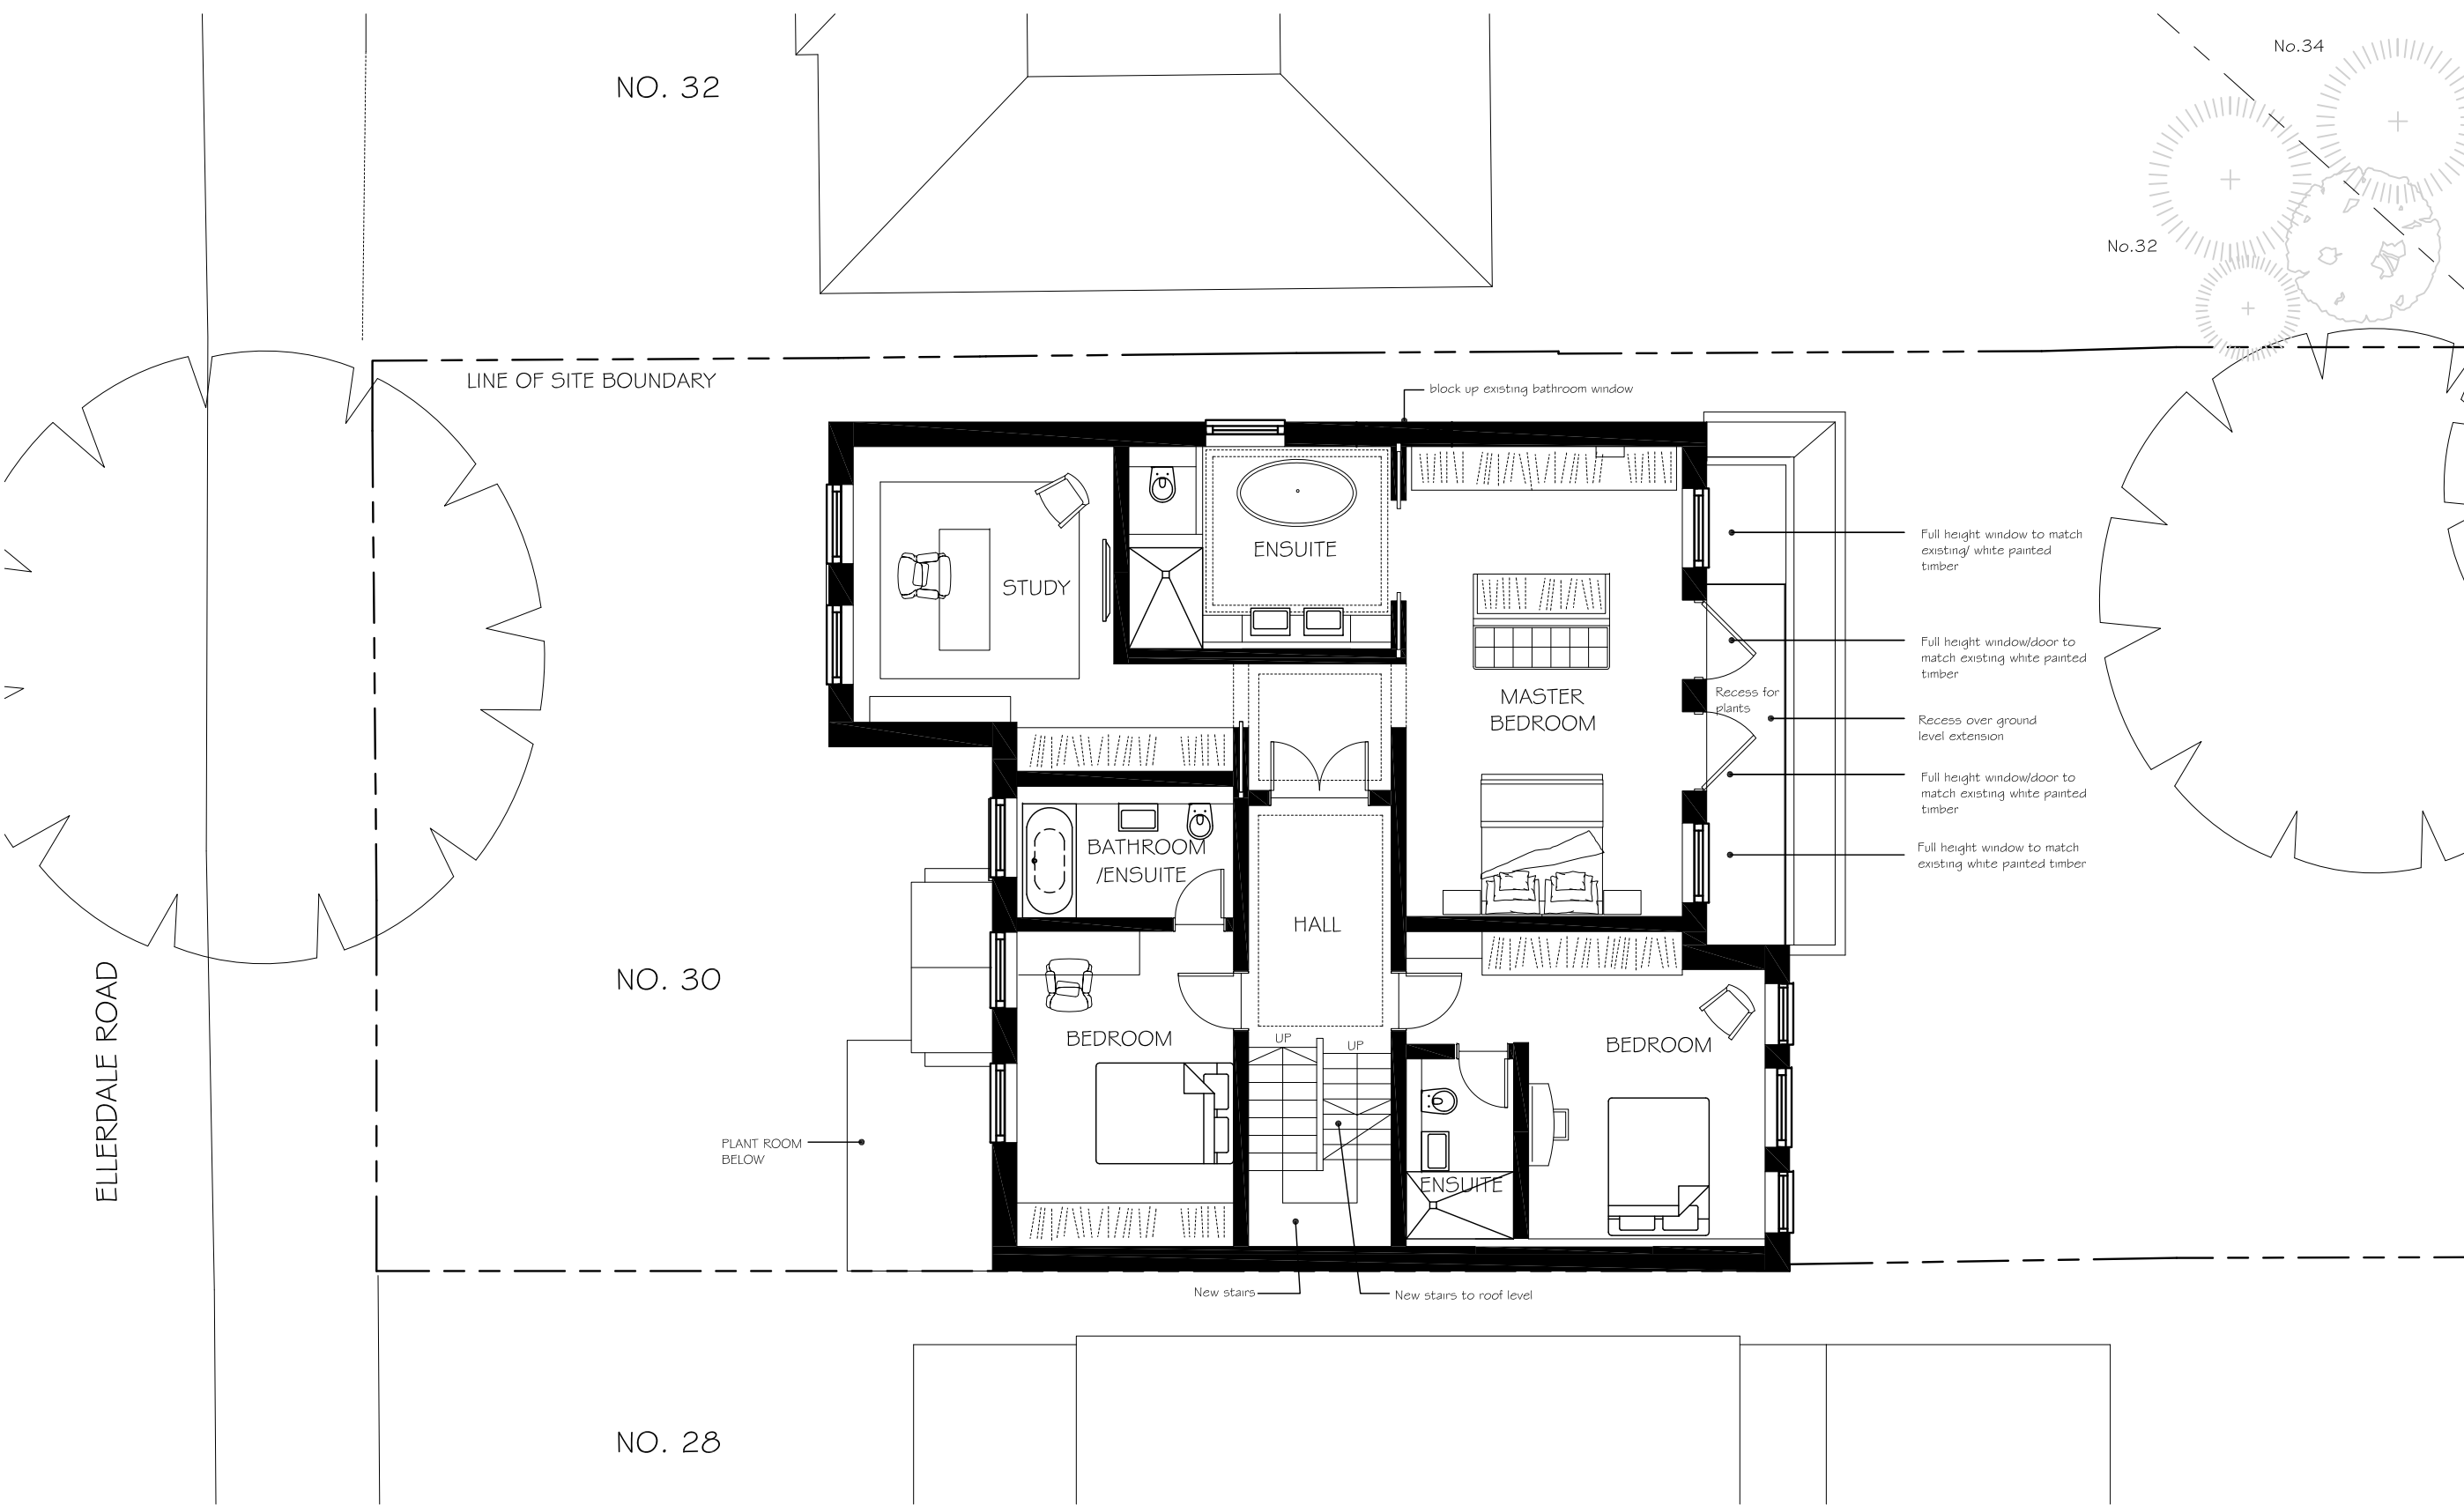 No.34
NO. 32
No.32
LINE OF SITE BOUNDARY
block up existing bathroom window
ENSUITE
STUDY
Full height window to match
existing/ white painted
timber
Full height window/door to
match existing white painted
timber
MASTER
BEDROOM
Recess for
plants
Recess over ground
level extension
Full height window/door to
match existing white painted
timber
BATHROOM
/ENSUITE
Full height window to match
existing white painted timber
HALL
NO. 30
ELLERDALE ROAD
BEDROOM
UP
UP
BEDROOM
PLANT ROOM
BELOW
ENSUITE
New stairs
New stairs to roof level
NO. 28